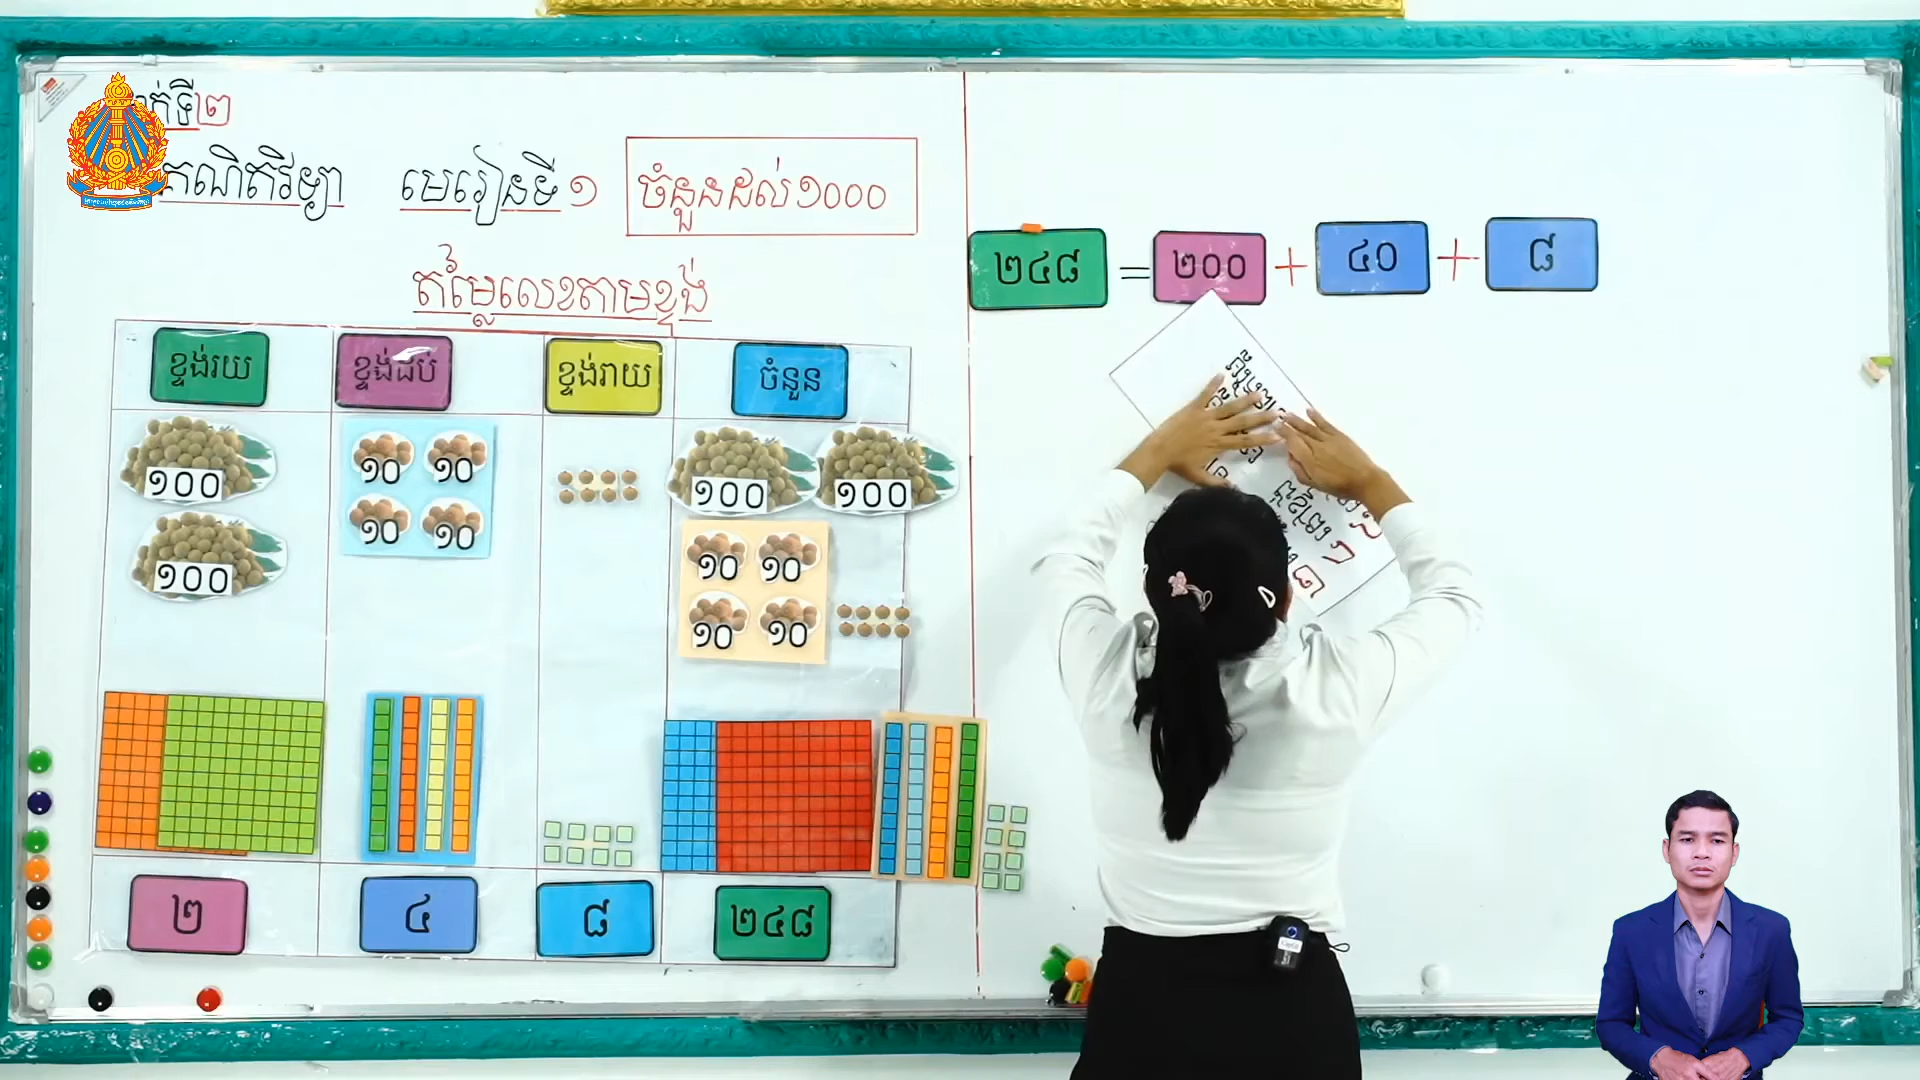 ក់ទី២
គណិតវិទ្យា មេរៀនទី ១ ចំនួនដល់ ១០០០
តម្លៃលេខតាមខ្ទង់
ខ្ទង់រយ ខ្ទង់ដប់ ខ្ទង់រាយ ចំនួន
១០០ ១០ ១០ ១០០ ១០០
១០ ១០
១០០ ១០ ១០
១០ ១០
២ ៤ ៨ ២៤៨
២៤៨ = ២០០ + ៤០ + ៨